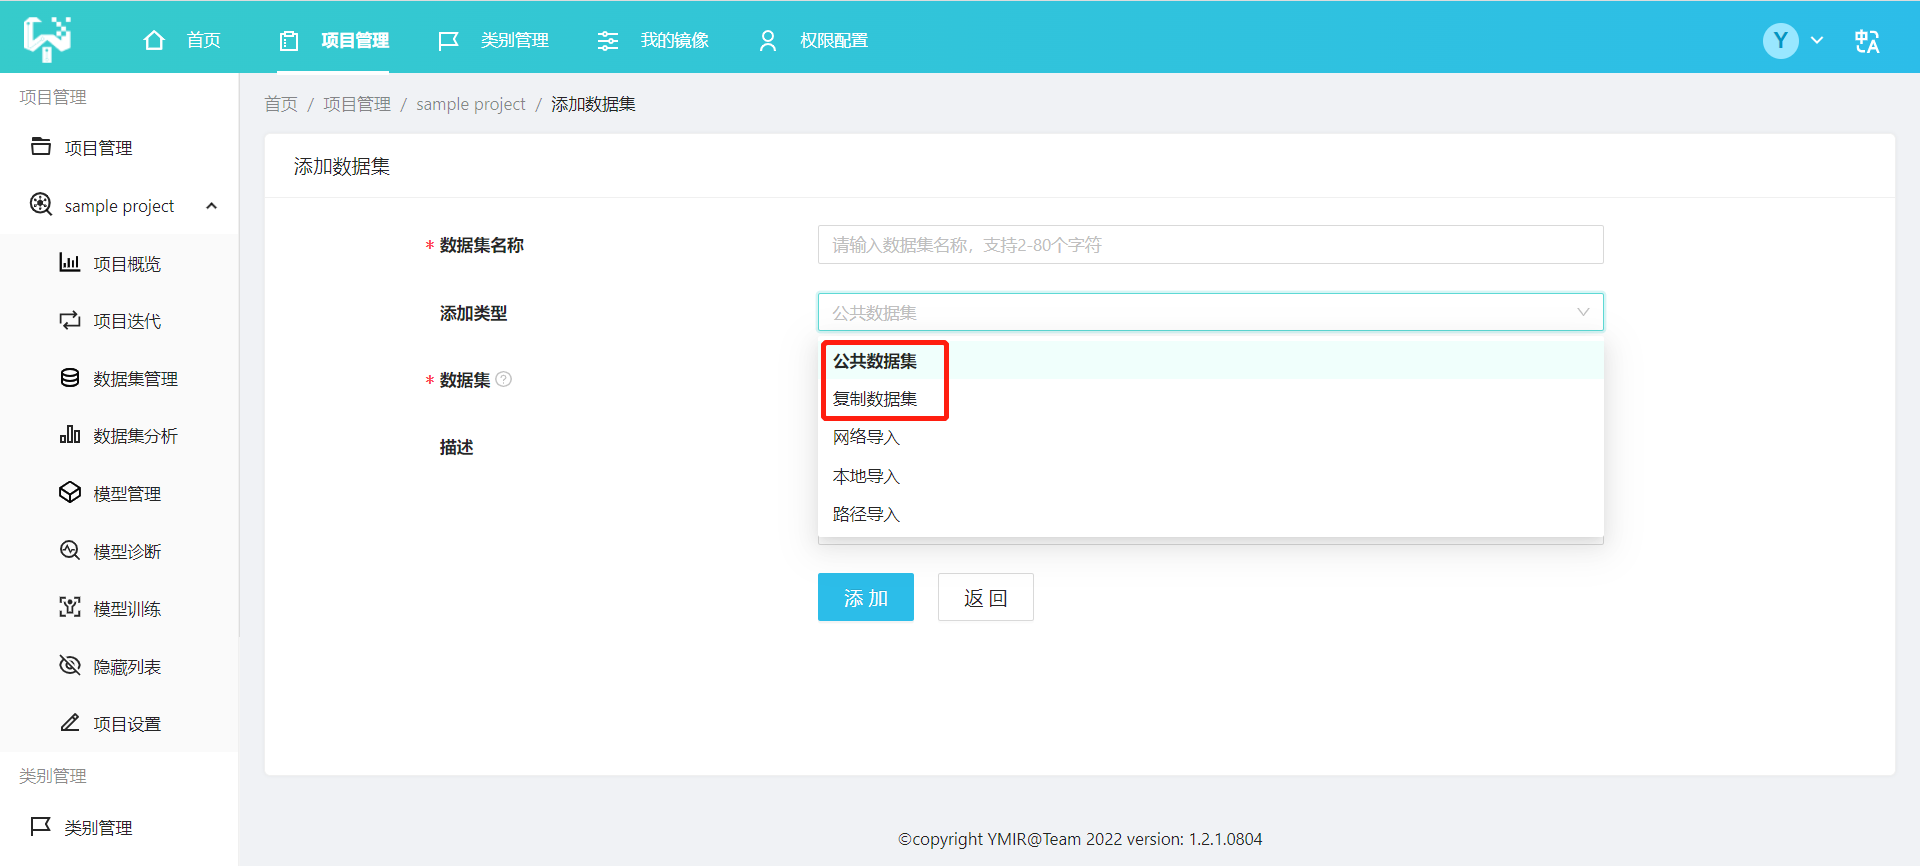 首页
项目管理
类别管理
我的镜像
权限配置
Y
中A
项目管理
项目管理
sample project
项目概览
项目迭代
数据集管理
数据集分析
模型管理
模型诊断
模型训练
隐藏列表
项目设置
类别管理
类别管理
首页 / 项目管理 / sample project / 添加数据集
添加数据集
* 数据集名称
请输入数据集名称，支持2-80个字符
添加类型
公共数据集
* 数据集
描述
公共数据集
复制数据集
网络导入
本地导入
路径导入
添 加
返 回
©copyright YMIR@Team 2022 version: 1.2.1.0804